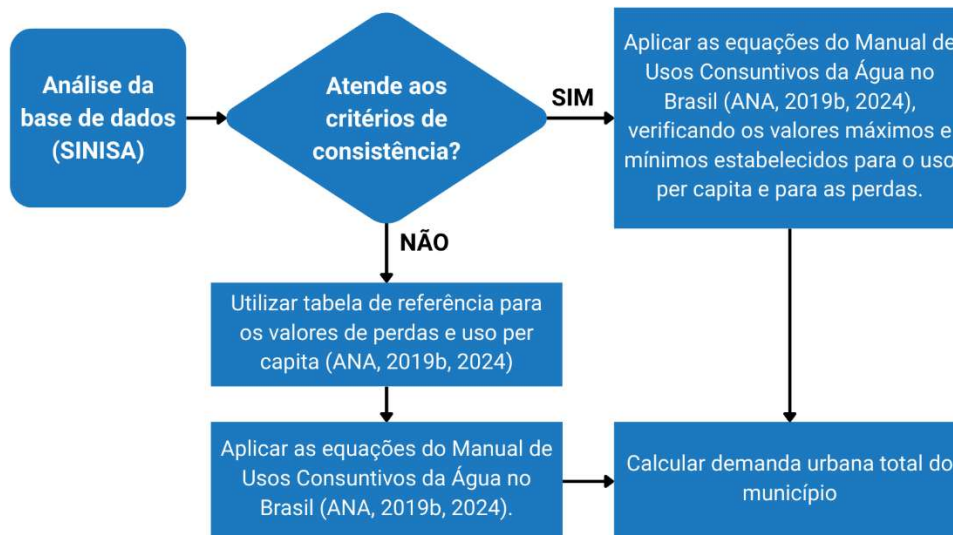 Análise da
base de dados
(SINISA)
Atende aos
critérios de
consistência?
SIM
Aplicar as equações do Manual de
Usos Consuntivos da Água no
Brasil (ANA, 2019b, 2024),
verificando os valores máximos e
mínimos estabelecidos para o uso
per capita e para as perdas.
NÃO
Utilizar tabela de referência para
os valores de perdas e uso per
capita (ANA, 2019b, 2024)
Aplicar as equações do Manual de
Usos Consuntivos da Água no
Brasil (ANA, 2019b, 2024).
Calcular demanda urbana total do
município